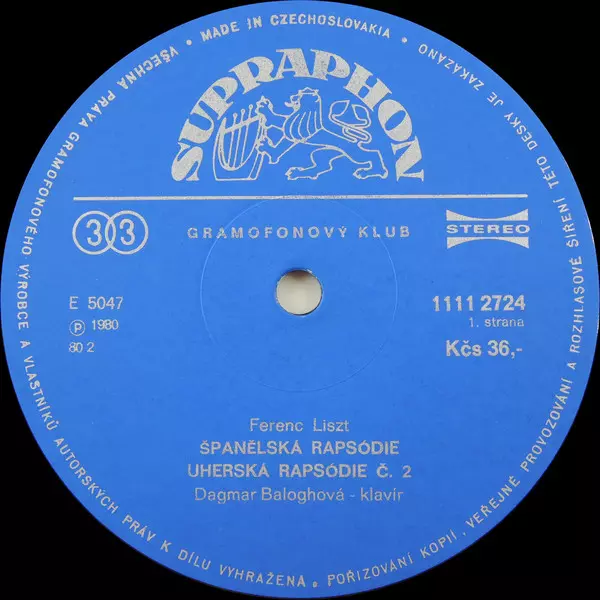 VŠECHNA PRÁVA GRAMOFONOVÉHO VÝROBCE A VLASTNÍKŮ AUTORSKÝCH PRÁV K DÍLU VYHRAŽENA. POŘIZOVÁNÍ KOPIÍ, VEŘEJNÉ PROVOZOVÁNÍ A ROZHLASOVÉ ŠÍŘENÍ TÉTO DESKY JE ZAKÁZÁNO • MADE IN CZECHOSLOVAKIA •
SUPRAPHON
33
GRAMOFONOVÝ KLUB
STEREO
E 5047
1111 2724
℗ 1980
1. strana
80 2
Kčs 36,-
Ferenc Liszt
ŠPANĚLSKÁ RAPSÓDIE
UHERSKÁ RAPSÓDIE Č. 2
Dagmar Baloghová - klavír